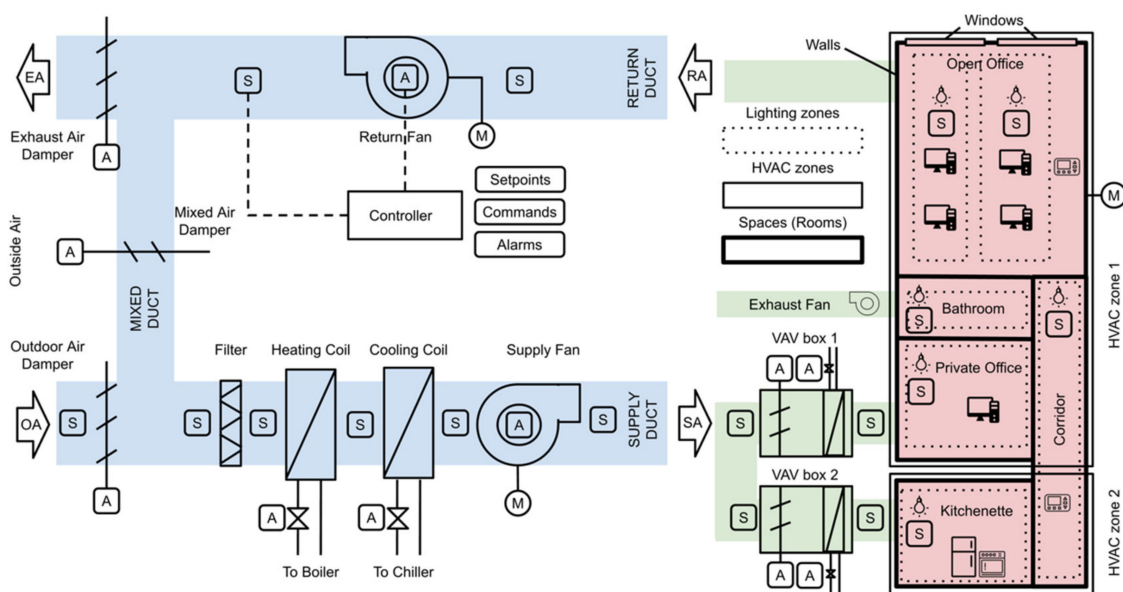 Windows
Walls
Open Office
EA
S
A
S
RETURN
DUCT
RA
Exhaust Air
Damper
A
Return Fan
M
Lighting zones
S
S
HVAC zones
Setpoints
Controller
Commands
Alarms
Spaces (Rooms)
M
Outside Air
A
Mixed Air
Damper
MIXED
DUCT
HVAC zone 1
Exhaust Fan
Bathroom
S
S
Outdoor Air
Damper
Filter
Heating Coil
Cooling Coil
Supply Fan
VAV box 1
A
A
Private Office
S
Corridor
OA
S
S
S
S
S
A
S
SUPPLY
DUCT
SA
S
S
A
M
VAV box 2
A
A
To Boiler
To Chiller
S
S
A
A
Kitchenette
S
HVAC zone 2